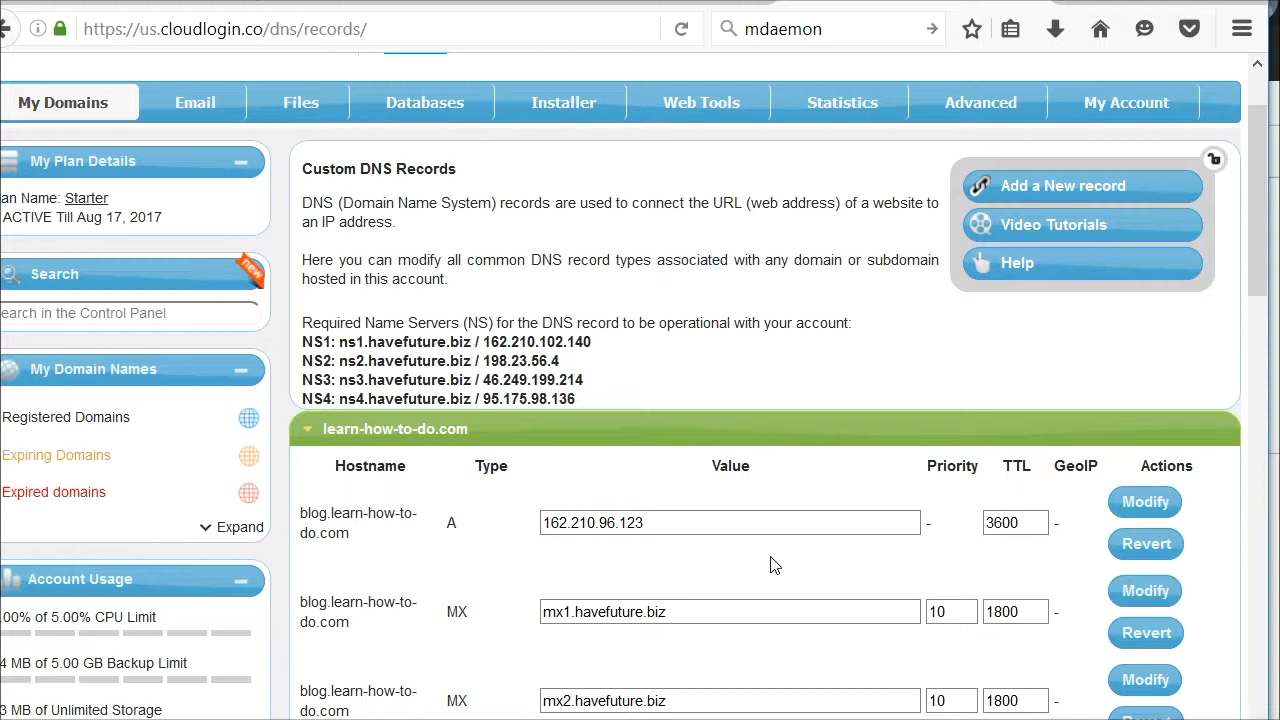 https://us.cloudlogin.co/dns/records/
mdaemon
My Domains
Email
Files
Databases
Installer
Web Tools
Statistics
Advanced
My Account
My Plan Details
an Name: Starter
ACTIVE Till Aug 17, 2017
Search
new
earch in the Control Panel
My Domain Names
Registered Domains
Expiring Domains
Expired domains
Expand
Account Usage
.00% of 5.00% CPU Limit
4 MB of 5.00 GB Backup Limit
3 MB of Unlimited Storage
Custom DNS Records
DNS (Domain Name System) records are used to connect the URL (web address) of a website to
an IP address.
Here you can modify all common DNS record types associated with any domain or subdomain
hosted in this account.
Required Name Servers (NS) for the DNS record to be operational with your account:
NS1: ns1.havefuture.biz / 162.210.102.140
NS2: ns2.havefuture.biz / 198.23.56.4
NS3: ns3.havefuture.biz / 46.249.199.214
NS4: ns4.havefuture.biz / 95.175.98.136
Add a New record
Video Tutorials
Help
learn-how-to-do.com
Hostname Type Value Priority TTL GeoIP Actions
blog.learn-how-to-
do.com
A 162.210.96.123 - 3600 -
Modify
Revert
blog.learn-how-to-
do.com
MX mx1.havefuture.biz 10 1800 -
Modify
Revert
blog.learn-how-to-
do.com
MX mx2.havefuture.biz 10 1800 -
Modify
Revert